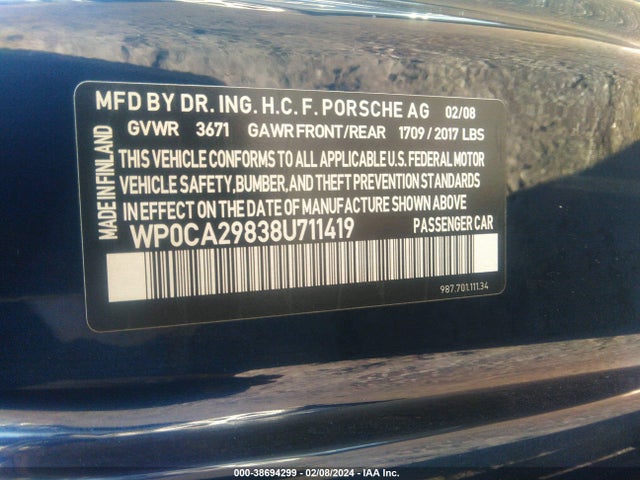 MFD BY DR. ING. H.C. F. PORSCHE AG 02/08
GVWR 3671 GAWR FRONT/REAR 1709 / 2017 LBS
MADE IN FINLAND
THIS VEHICLE CONFORMS TO ALL APPLICABLE U.S. FEDERAL MOTOR
VEHICLE SAFETY, BUMPER, AND THEFT PREVENTION STANDARDS
IN EFFECT ON THE DATE OF MANUFACTURE SHOWN ABOVE
WP0CA29838U711419 PASSENGER CAR
987.701.111.34
000-38694299 - 02/08/2024 - IAA Inc.